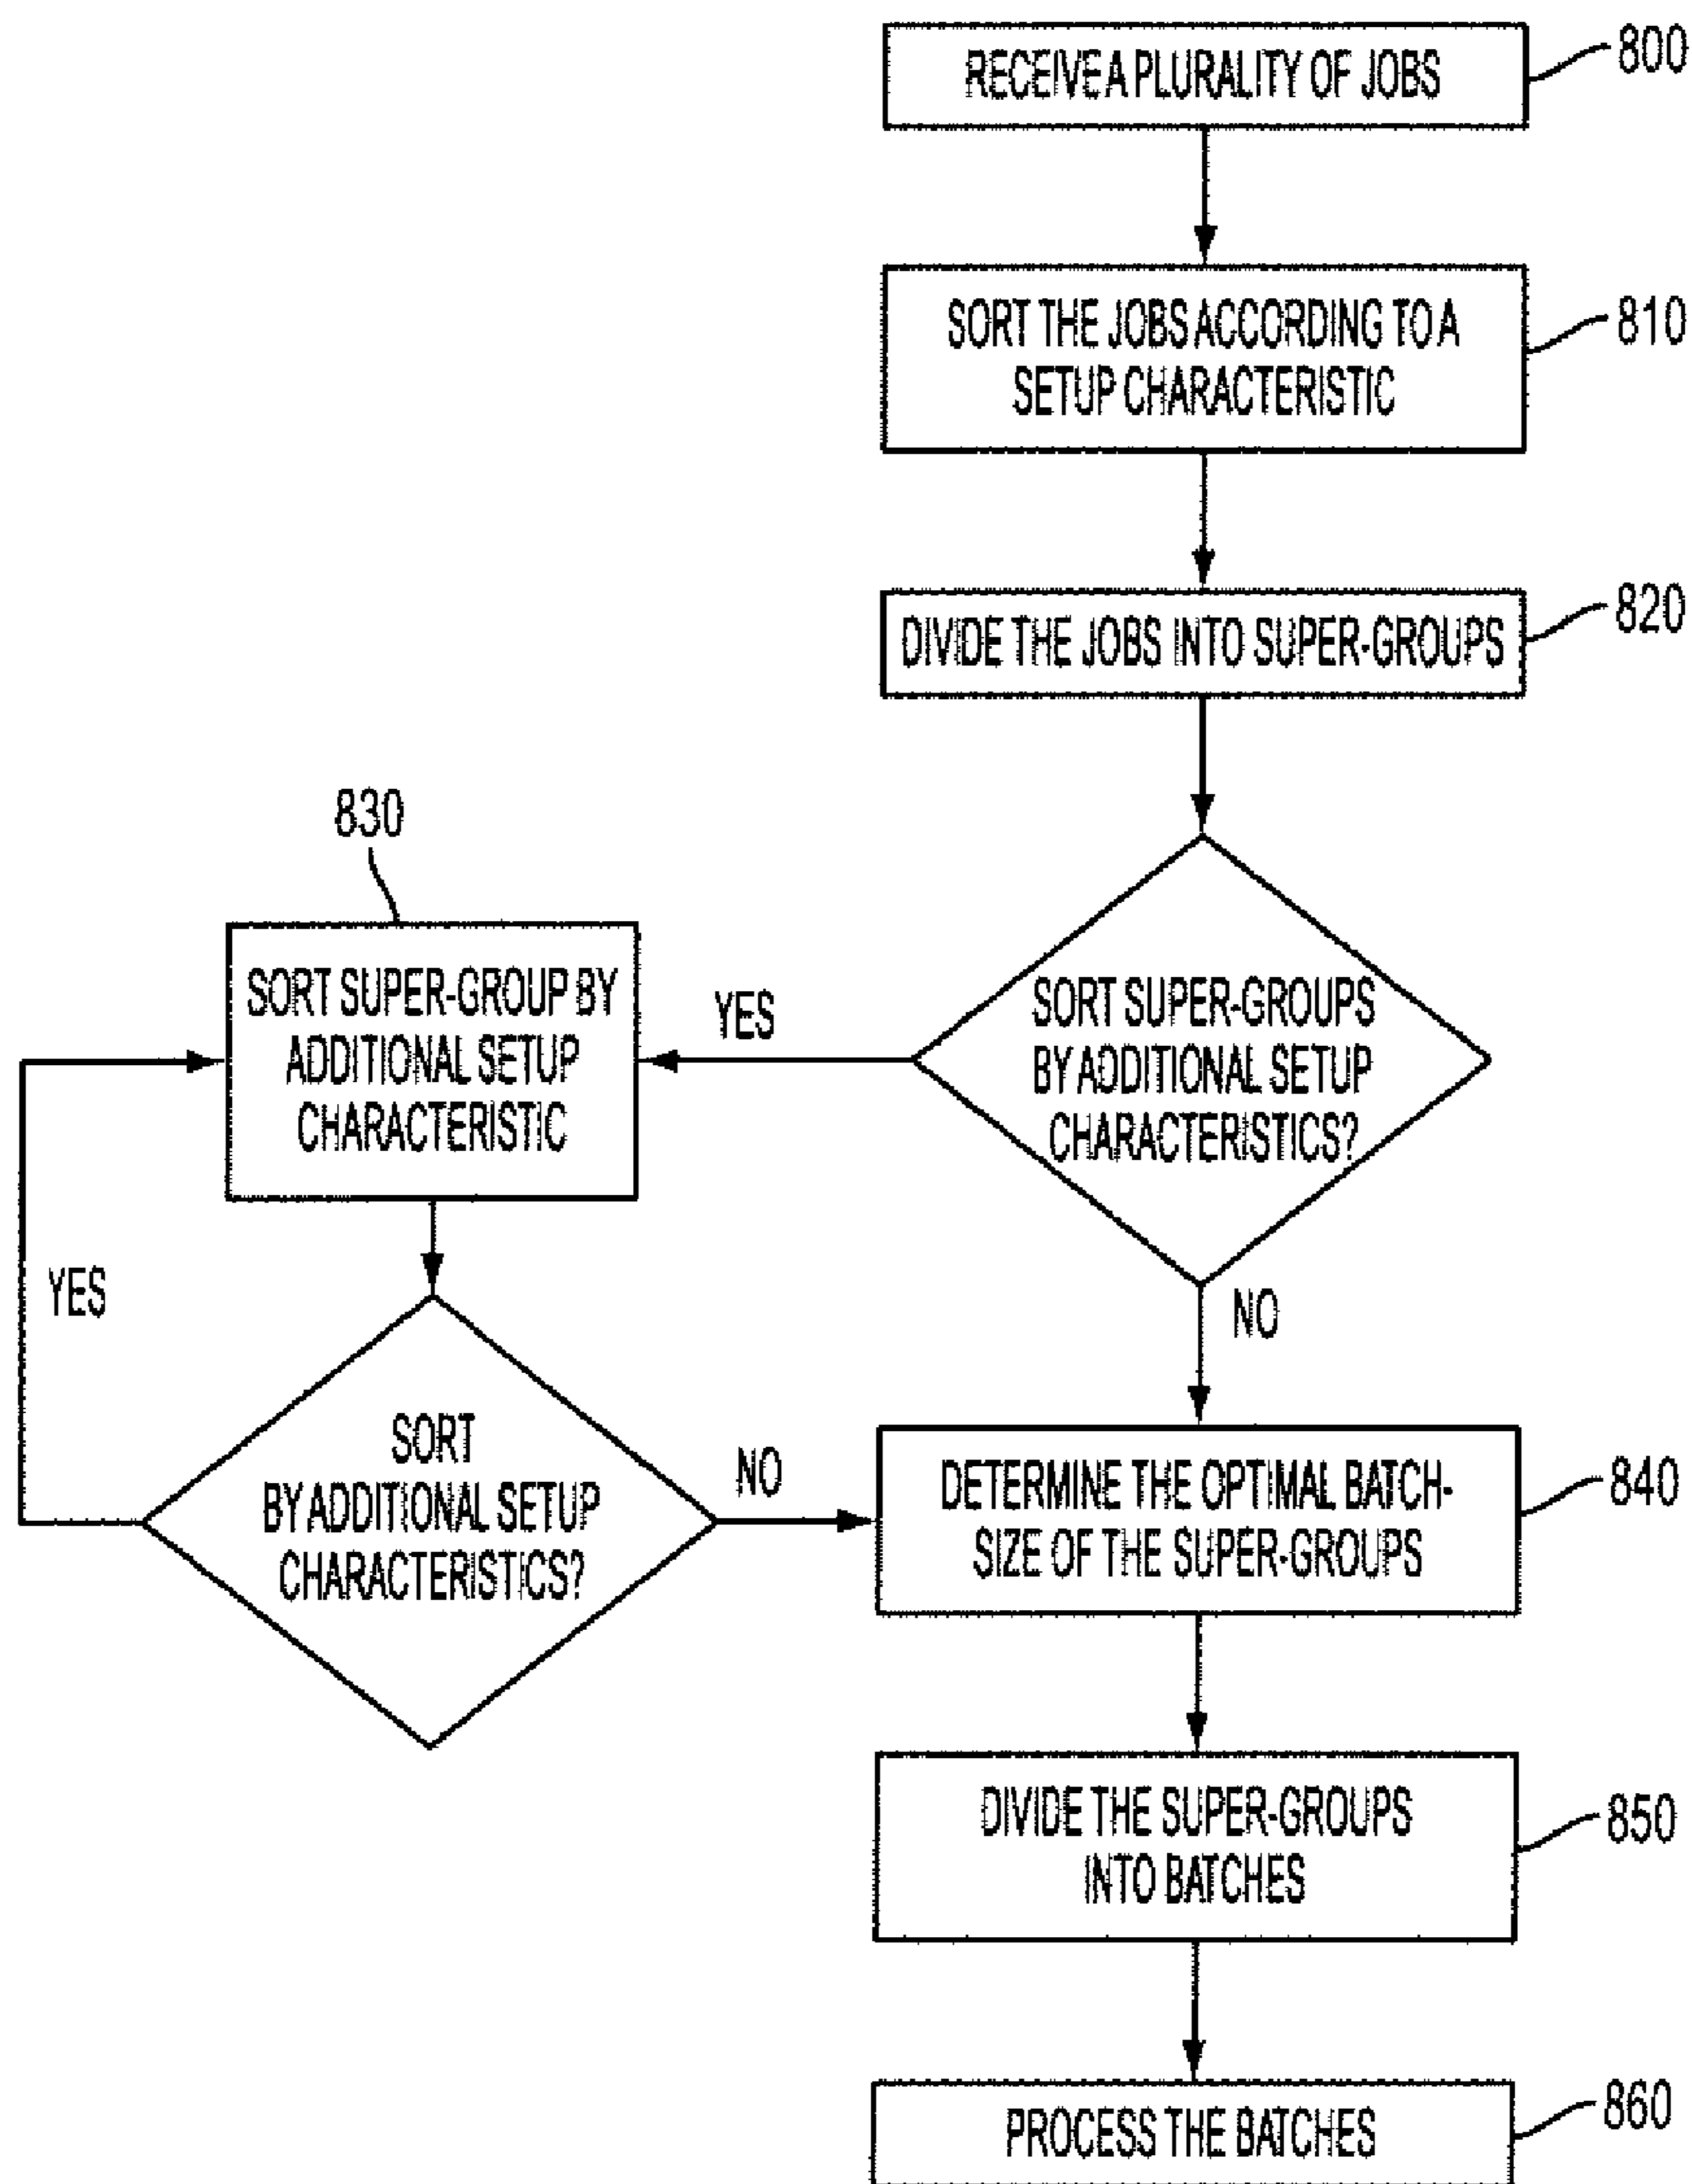 RECEIVE A PLURALITY OF JOBS
800
SORT THE JOBS ACCORDING TO A
SETUP CHARACTERISTIC
810
DIVIDE THE JOBS INTO SUPER-GROUPS
820
830
SORT SUPER-GROUP BY
ADDITIONAL SETUP
CHARACTERISTIC
YES
SORT SUPER-GROUPS
BY ADDITIONAL SETUP
CHARACTERISTICS?
YES
NO
SORT
BY ADDITIONAL SETUP
CHARACTERISTICS?
NO
DETERMINE THE OPTIMAL BATCH-
SIZE OF THE SUPER-GROUPS
840
DIVIDE THE SUPER-GROUPS
INTO BATCHES
850
PROCESS THE BATCHES
860